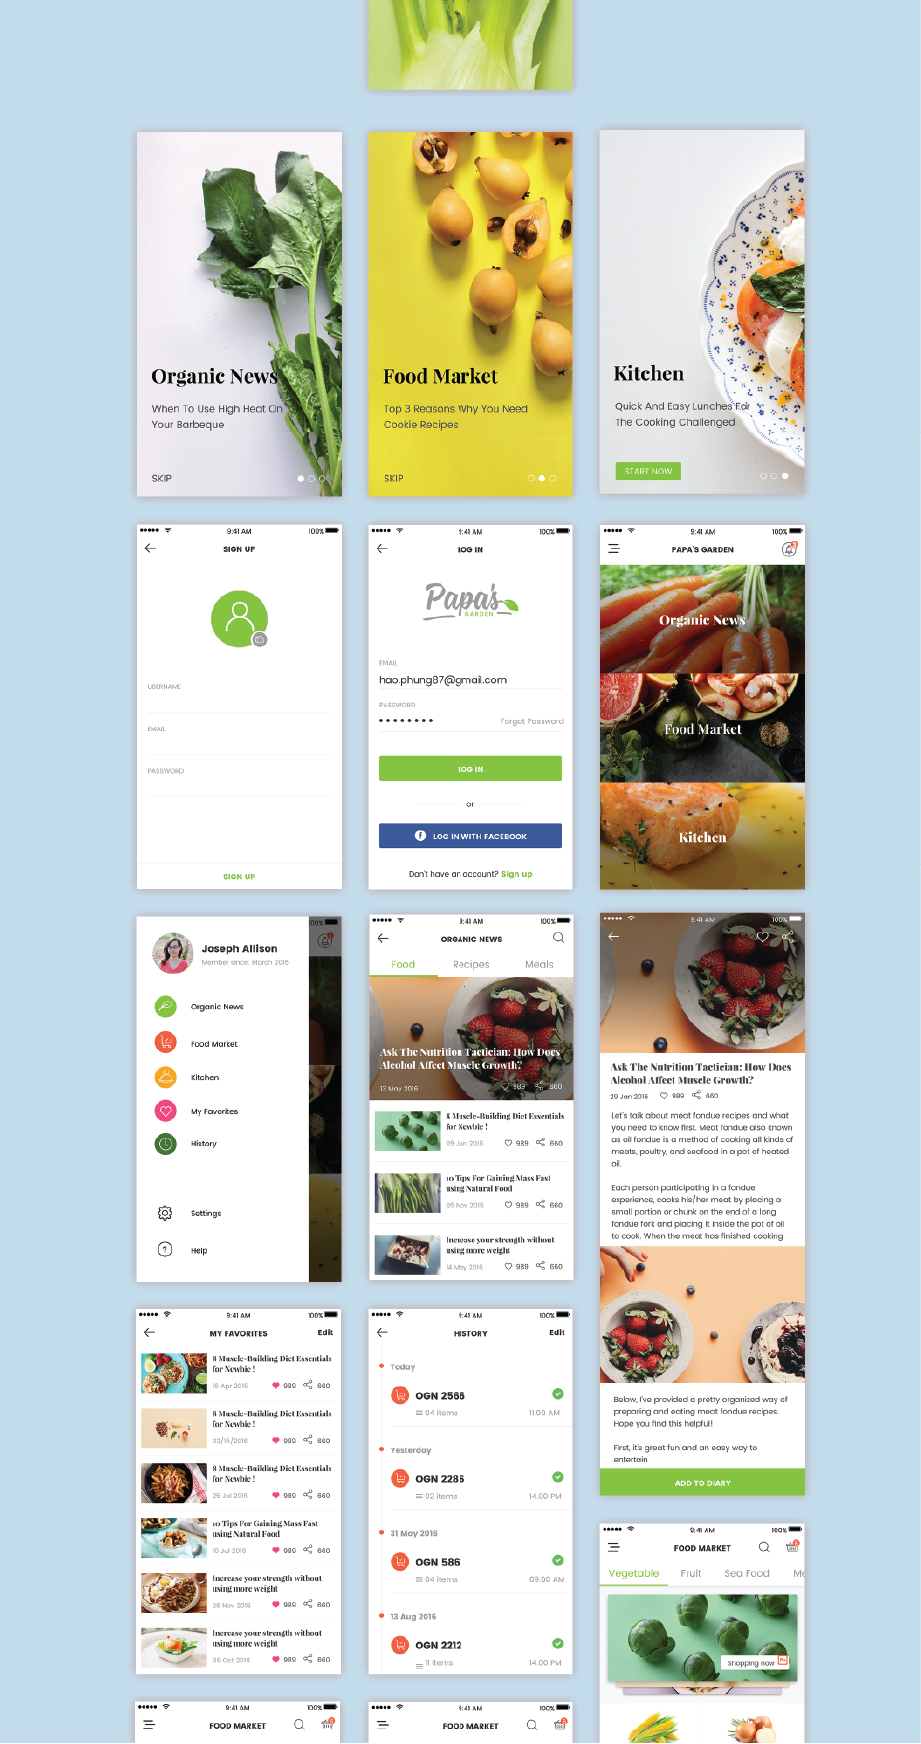 Organic News
When To Use High Heat On
Your Barbeque
SKIP
Food Market
Top 3 Reasons Why You Need
Cookie Recipes
SKIP
Kitchen
Quick And Easy Lunches For
The Cooking Challenged
START NOW
9:41 AM 100%
SIGN UP
USERNAME
EMAIL
PASSWORD
SIGN UP
9:41 AM 100%
LOG IN
Papa's
GARDEN
EMAIL
hao.phung87@gmail.com
PASSWORD
Forgot Password
LOG IN
or
LOG IN WITH FACEBOOK
Don't have an account? Sign up
9:41 AM 100%
PAPA'S GARDEN
Organic News
Food Market
Kitchen
100%
Joseph Allison
Member since: March 2016
Organic News
Food Market
Kitchen
My Favorites
History
Settings
Help
9:41 AM 100%
ORGANIC NEWS
Food Recipes Meals
Ask The Nutrition Tactician: How Does
Alcohol Affect Muscle Growth?
13 May 2016 989 660
8 Muscle-Building Diet Essentials
for Newbie !
09 Jan 2016 989 660
10 Tips For Gaining Mass Fast
using Natural Food
05 Nov 2016 989 660
Increase your strength without
using more weight
14 May 2016 989 660
9:41 AM 100%
Ask The Nutrition Tactician: How Does
Alcohol Affect Muscle Growth?
29 Jan 2016 989 660
Let's talk about meat fondue recipes and what
you need to know first. Meat fondue also known
as oil fondue is a method of cooking all kinds of
meats, poultry, and seafood in a pot of heated
oil.
Each person participating in a fondue
experience, cooks his/her meat by placing a
small portion or chunk on the end of a long
fondue fork and placing it inside the pot of oil
to cook. When the meat has finished cooking
Below, I've provided a pretty organized way of
preparing and eating meat fondue recipes.
Hope you find this helpful!
First, it's great fun and an easy way to
entertain
ADD TO DIARY
9:41 AM 100%
MY FAVORITES Edit
8 Muscle-Building Diet Essentials
for Newbie !
16 Apr 2016 989 660
8 Muscle-Building Diet Essentials
for Newbie !
02/15/2016 989 660
8 Muscle-Building Diet Essentials
for Newbie !
25 Jul 2016 989 660
10 Tips For Gaining Mass Fast
using Natural Food
10 Jul 2016 989 660
Increase your strength without
using more weight
26 Nov 2016 989 660
Increase your strength without
using more weight
06 Oct 2016 989 660
9:41 AM 100%
HISTORY Edit
Today
OGN 2566
04 items 11.00 AM
Yesterday
OGN 2286
02 items 14.00 PM
31 May 2016
OGN 586
04 items 09.00 AM
13 Aug 2016
OGN 2212
11 items 14.00 PM
9:41 AM 100%
FOOD MARKET
Vegetable Fruit Sea Food Me
Shopping now
9:41 AM 100%
FOOD MARKET
9:41 AM 100%
FOOD MARKET